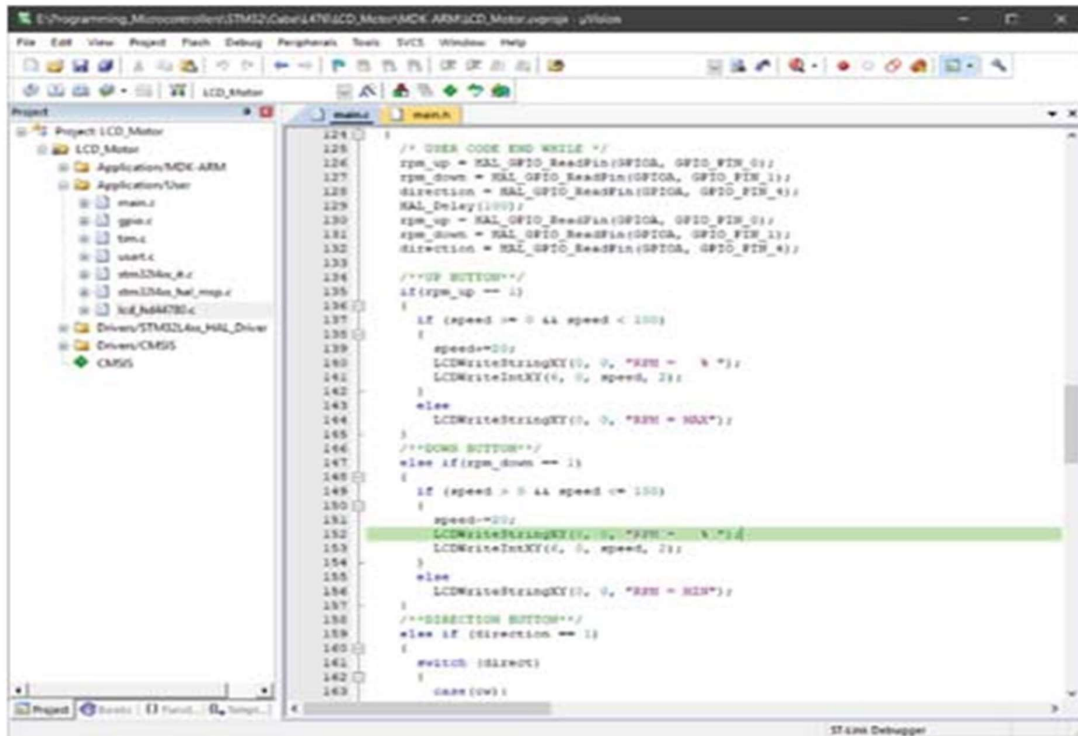 E:\Programming_Microcontrollers\STM32\Cube\L476\LCD_Motor\MDK-ARM\LCD_Motor.uvprojx - µVision
File Edit View Project Flash Debug Peripherals Tools SVCS Window Help
LCD_Motor
Project
Project: LCD_Motor
LCD_Motor
Application/MDK-ARM
Application/User
main.c
gpio.c
tim.c
usart.c
stm32l4xx_it.c
stm32l4xx_hal_msp.c
lcd_hd44780.c
Drivers/STM32L4xx_HAL_Driver
Drivers/CMSIS
CMSIS
Project Books
main.c main.h
124 {
125 /* USER CODE END WHILE */
126 rpm_up = HAL_GPIO_ReadPin(GPIOA, GPIO_PIN_0);
127 rpm_down = HAL_GPIO_ReadPin(GPIOA, GPIO_PIN_1);
128 direction = HAL_GPIO_ReadPin(GPIOA, GPIO_PIN_4);
129 HAL_Delay(100);
130 rpm_up = HAL_GPIO_ReadPin(GPIOA, GPIO_PIN_0);
131 rpm_down = HAL_GPIO_ReadPin(GPIOA, GPIO_PIN_1);
132 direction = HAL_GPIO_ReadPin(GPIOA, GPIO_PIN_4);
133
134 /**UP BUTTON**/
135 if(rpm_up == 1)
136 {
137 if (speed >= 0 && speed < 100)
138 {
139 speed+=20;
140 LCDWriteStringXY(0, 0, "RPM =   % ");
141 LCDWriteIntXY(6, 0, speed, 2);
142 }
143 else
144 LCDWriteStringXY(0, 0, "RPM = MAX");
145 }
146 /**DOWN BUTTON**/
147 else if(rpm_down == 1)
148 {
149 if (speed > 0 && speed <= 100)
150 {
151 speed-=20;
152 LCDWriteStringXY(0, 0, "RPM =   % ");
153 LCDWriteIntXY(6, 0, speed, 2);
154 }
155 else
156 LCDWriteStringXY(0, 0, "RPM = MIN");
157 }
158 /**DIRECTION BUTTON**/
159 else if (direction == 1)
160 {
161 switch (direct)
162 {
163 case(cw):
ST-Link Debugger